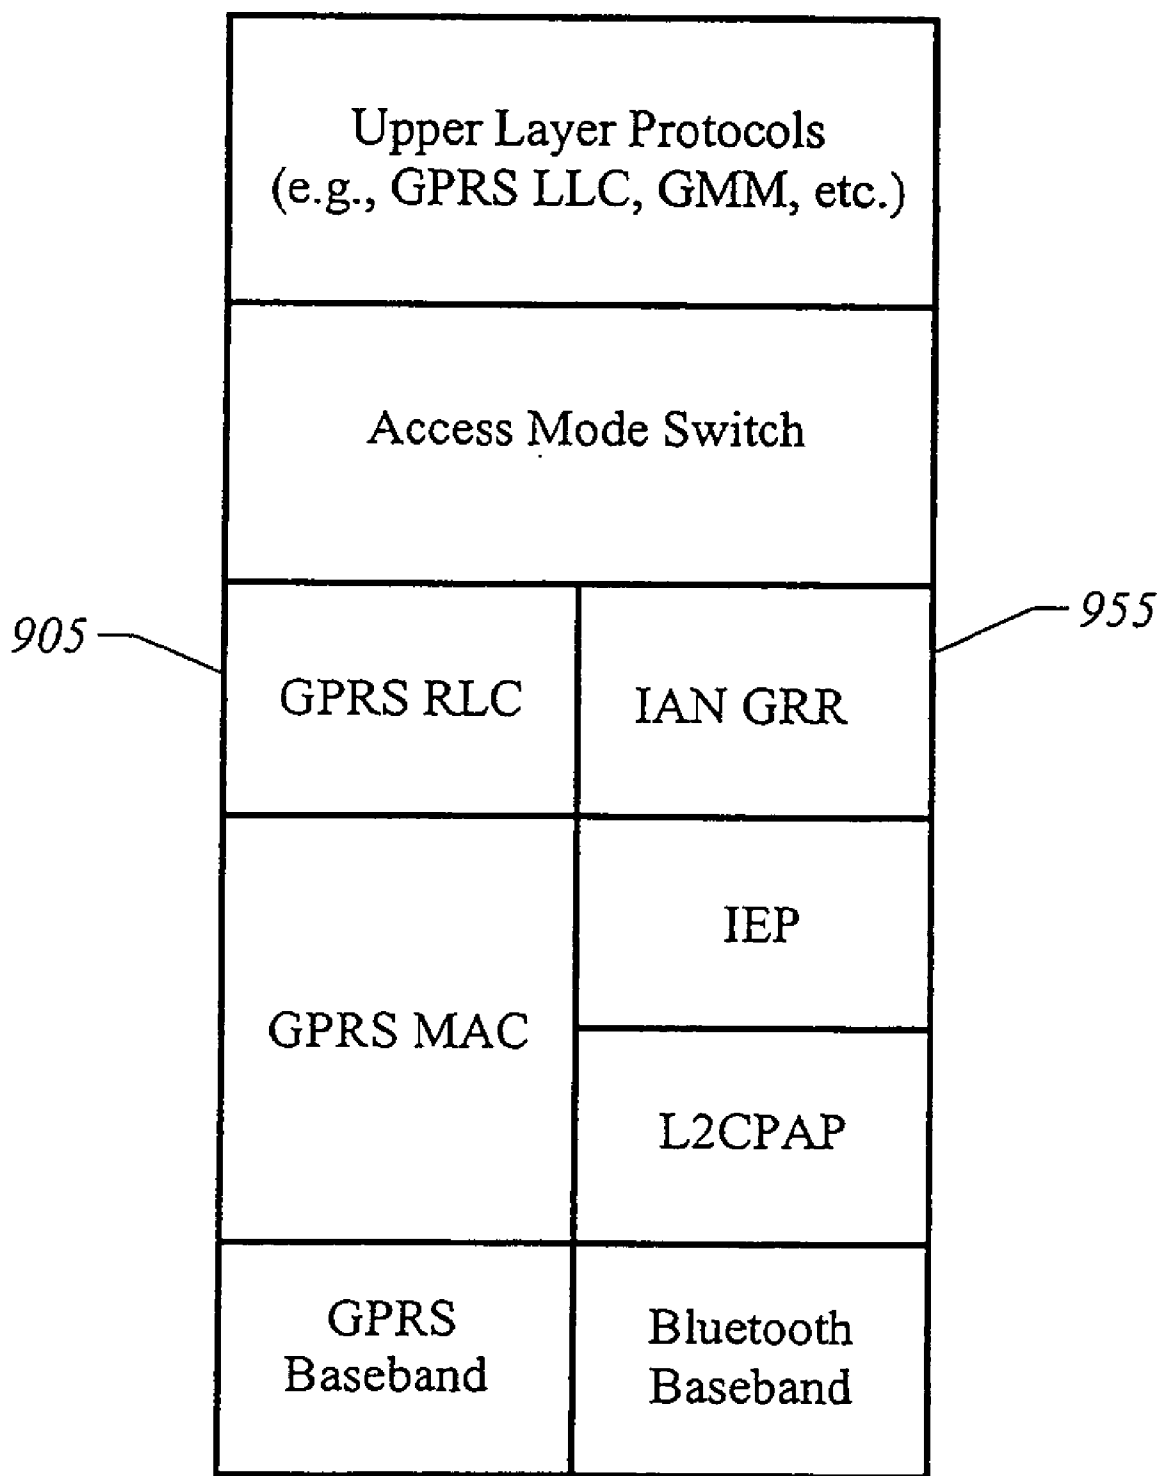 Upper Layer Protocols
(e.g., GPRS LLC, GMM, etc.)
Access Mode Switch
905
955
GPRS RLC
IAN GRR
IEP
GPRS MAC
L2CPAP
GPRS
Baseband
Bluetooth
Baseband